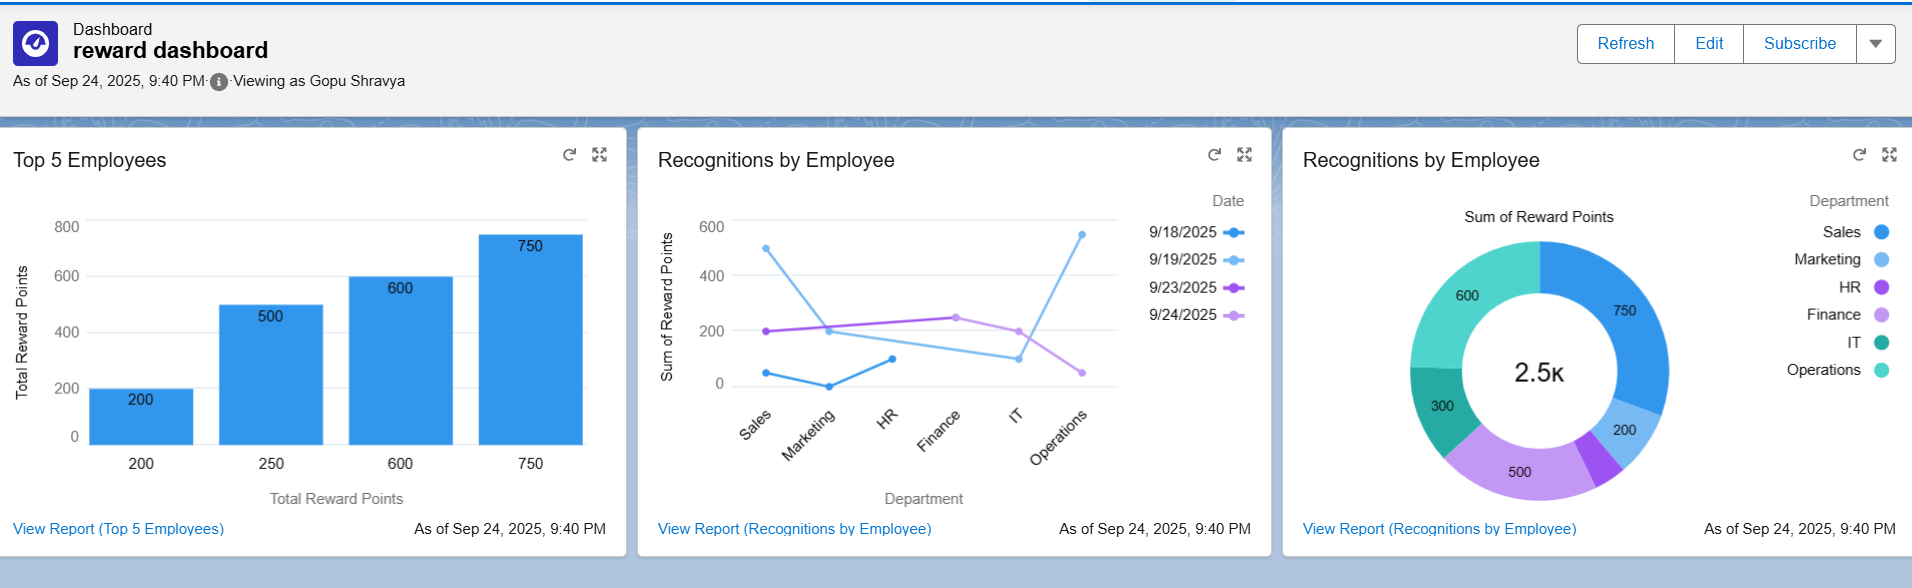 Dashboard
reward dashboard
As of Sep 24, 2025, 9:40 PM·Viewing as Gopu Shravya
Refresh
Edit
Subscribe
Top 5 Employees
Total Reward Points
800
600
400
200
0
200
500
600
750
200
250
600
750
Total Reward Points
View Report (Top 5 Employees)
As of Sep 24, 2025, 9:40 PM
Recognitions by Employee
Date
9/18/2025
9/19/2025
9/23/2025
9/24/2025
Sum of Reward Points
600
400
200
0
Sales
Marketing
HR
Finance
IT
Operations
Department
View Report (Recognitions by Employee)
As of Sep 24, 2025, 9:40 PM
Recognitions by Employee
Department
Sales
Marketing
HR
Finance
IT
Operations
Sum of Reward Points
600
750
300
200
500
2.5K
View Report (Recognitions by Employee)
As of Sep 24, 2025, 9:40 PM